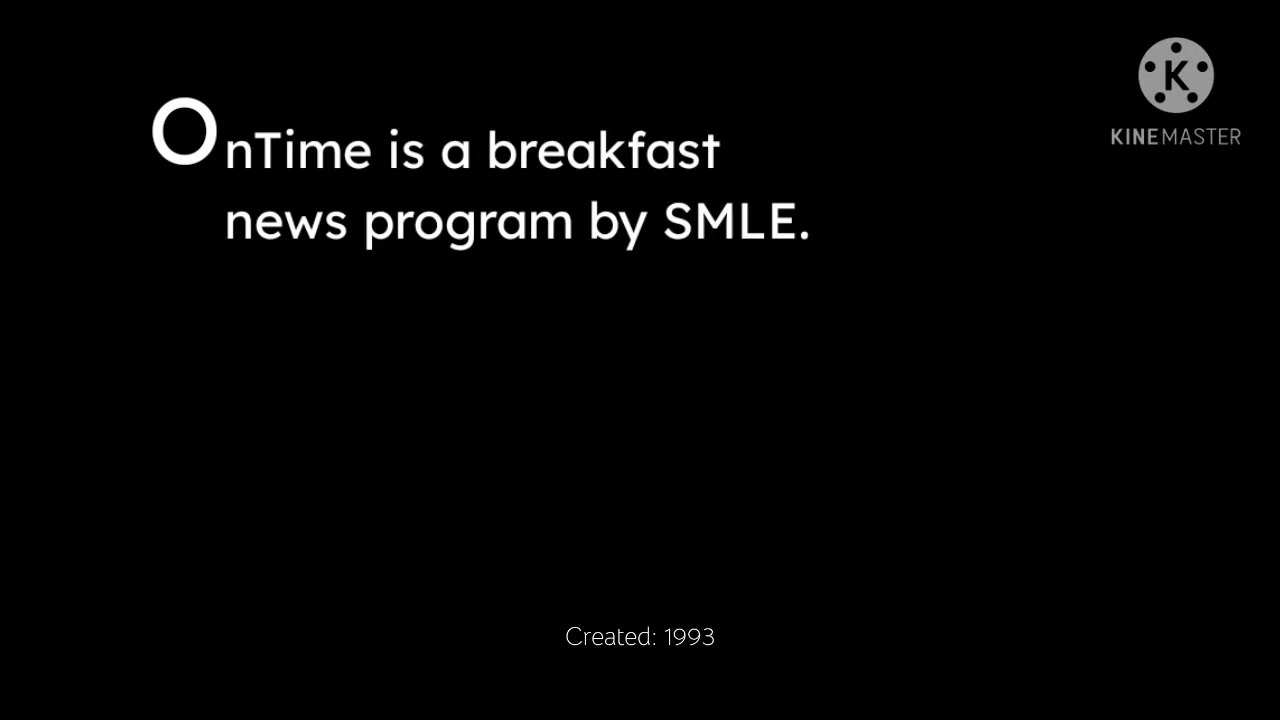 K
KINEMASTER
OnTime is a breakfast
news program by SMLE.
Created: 1993